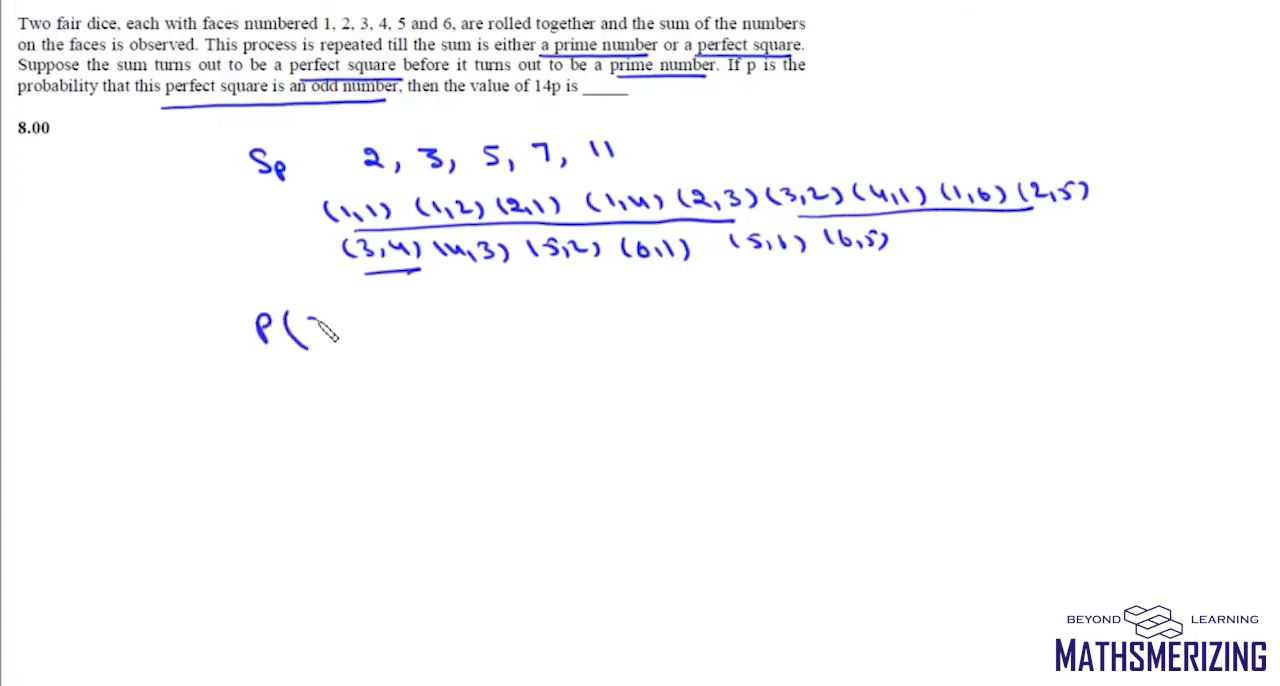 Two fair dice, each with faces numbered 1, 2, 3, 4, 5 and 6, are rolled together and the sum of the numbers
on the faces is observed. This process is repeated till the sum is either a prime number or a perfect square.
Suppose the sum turns out to be a perfect square before it turns out to be a prime number. If p is the
probability that this perfect square is an odd number, then the value of 14p is _____
8.00
Sp 2, 3, 5, 7, 11
(1,1) (1,2) (2,1) (1,4) (2,3) (3,2) (4,1) (1,6) (2,5)
(3,4) (4,3) (5,2) (6,1) (5,6) (6,5)
P(
BEYOND LEARNING
MATHSMERIZING